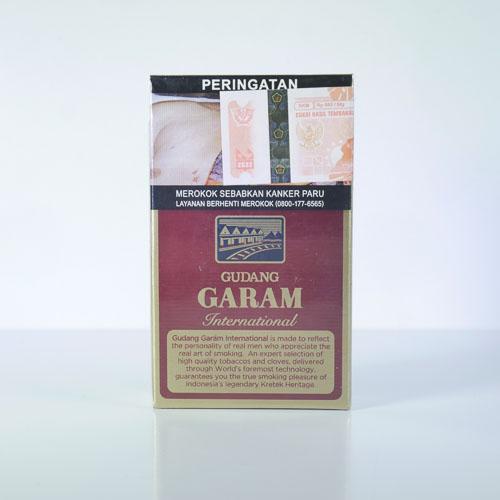 PERINGATAN
CUKAI HASIL TEMBAKAU
MEROKOK SEBABKAN KANKER PARU
LAYANAN BERHENTI MEROKOK (0800-177-6565)
GUDANG
GARAM
International
Gudang Garam International is made to reflect
the personality of real men who appreciate the
real art of smoking. An expert selection of
high quality tobaccos and cloves, delivered
through World's foremost technology,
guarantees you the true smoking pleasure of
Indonesia's legendary Kretek Heritage.